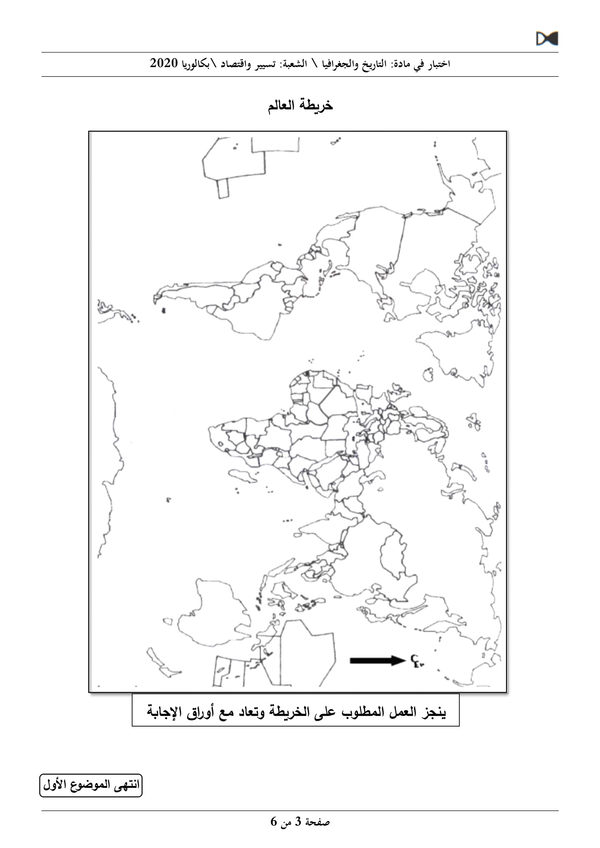 اختبار في مادة: التاريخ والجغرافيا \ الشعبة: تسيير واقتصاد \بكالوريا 2020
خريطة العالم
ينجز العمل المطلوب على الخريطة وتعاد مع أوراق الإجابة
انتهى الموضوع الأول
صفحة 3 من 6